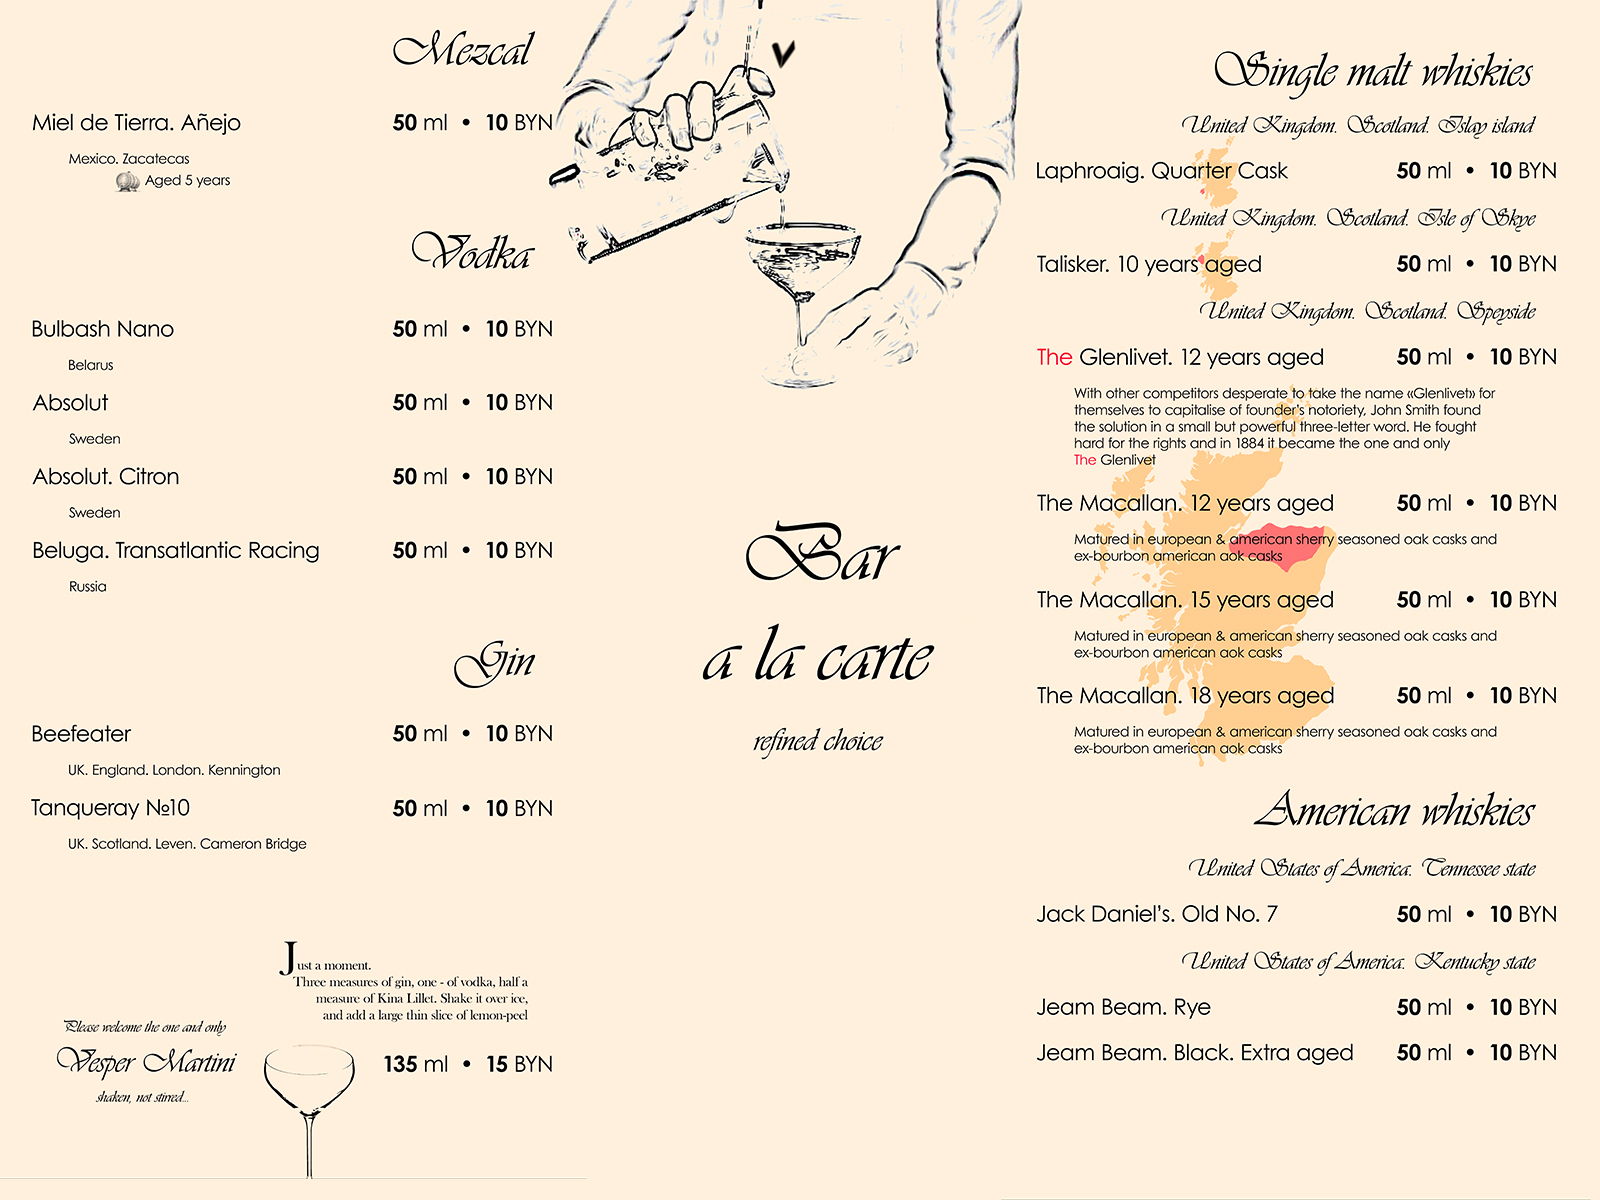 Mezcal
Miel de Tierra. Añejo 50 ml • 10 BYN
Mexico. Zacatecas
Aged 5 years
Vodka
Bulbash Nano 50 ml • 10 BYN
Belarus
Absolut 50 ml • 10 BYN
Sweden
Absolut. Citron 50 ml • 10 BYN
Sweden
Beluga. Transatlantic Racing 50 ml • 10 BYN
Russia
Gin
Beefeater 50 ml • 10 BYN
UK. England. London. Kennington
Tanqueray №10 50 ml • 10 BYN
UK. Scotland. Leven. Cameron Bridge
Just a moment.
Three measures of gin, one - of vodka, half a
measure of Kina Lillet. Shake it over ice,
and add a large thin slice of lemon-peel
Please welcome the one and only
Vesper Martini
shaken, not stirred...
135 ml • 15 BYN
Bar
a la carte
refined choice
Single malt whiskies
United Kingdom. Scotland. Islay island
Laphroaig. Quarter Cask 50 ml • 10 BYN
United Kingdom. Scotland. Isle of Skye
Talisker. 10 years aged 50 ml • 10 BYN
United Kingdom. Scotland. Speyside
The Glenlivet. 12 years aged 50 ml • 10 BYN
With other competitors desperate to take the name «Glenlivet» for
themselves to capitalise of founder's notoriety, John Smith found
the solution in a small but powerful three-letter word. He fought
hard for the rights and in 1884 it became the one and only
The Glenlivet
The Macallan. 12 years aged 50 ml • 10 BYN
Matured in european & american sherry seasoned oak casks and
ex-bourbon american aok casks
The Macallan. 15 years aged 50 ml • 10 BYN
Matured in european & american sherry seasoned oak casks and
ex-bourbon american aok casks
The Macallan. 18 years aged 50 ml • 10 BYN
Matured in european & american sherry seasoned oak casks and
ex-bourbon american aok casks
American whiskies
United States of America. Tennessee state
Jack Daniel's. Old No. 7 50 ml • 10 BYN
United States of America. Kentucky state
Jeam Beam. Rye 50 ml • 10 BYN
Jeam Beam. Black. Extra aged 50 ml • 10 BYN